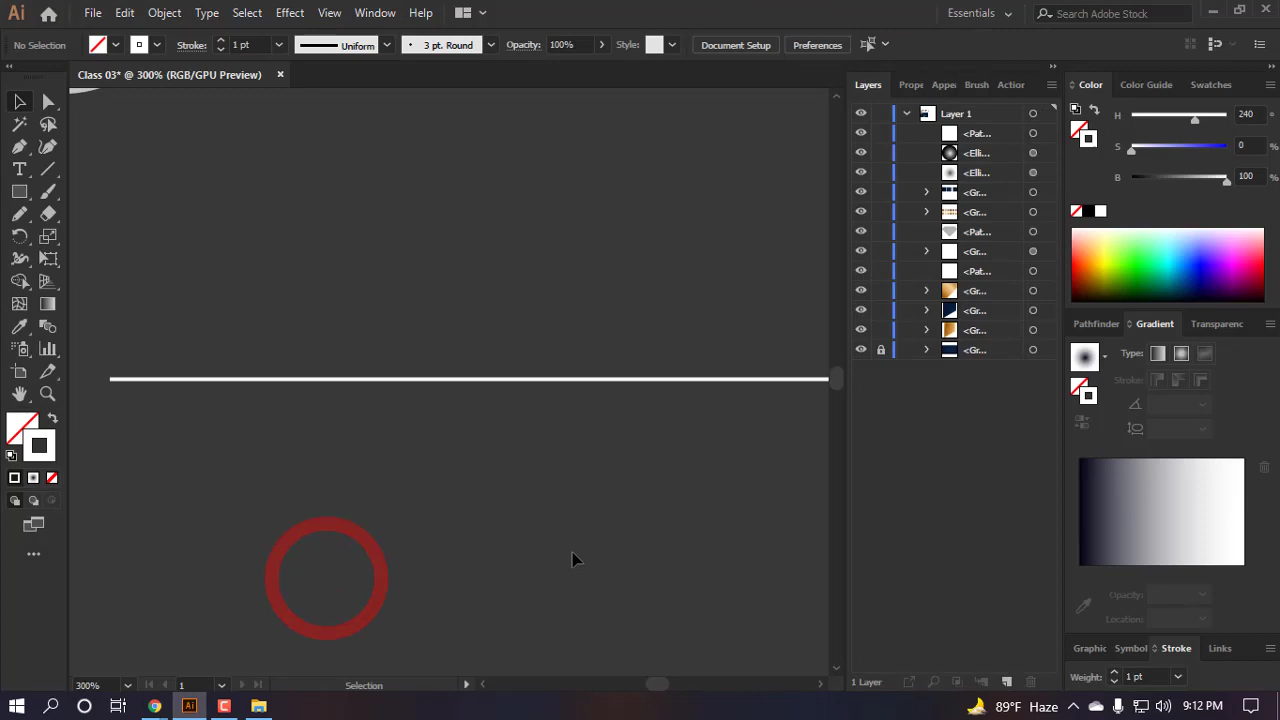 Ai
File Edit Object Type Select Effect View Window Help
Essentials
Search Adobe Stock
No Selection
Stroke:
1 pt
Uniform
3 pt. Round
Opacity:
100%
Style:
Document Setup
Preferences
Class 03* @ 300% (RGB/GPU Preview)
Layers
Prope
Appe
Brush
Action
Layer 1
<Pat...
<Elli...
<Elli...
<Gr...
<Gr...
<Pat...
<Gr...
<Pat...
<Gr...
<Gr...
<Gr...
<Gr...
Color
Color Guide
Swatches
H
240
°
S
0
%
B
100
%
Pathfinder
Gradient
Transparenc
Type:
Stroke:
Opacity:
Location:
Graphic
Symbol
Stroke
Links
Weight:
1 pt
300%
1
Selection
1 Layer
Ai
89°F Haze
9:12 PM